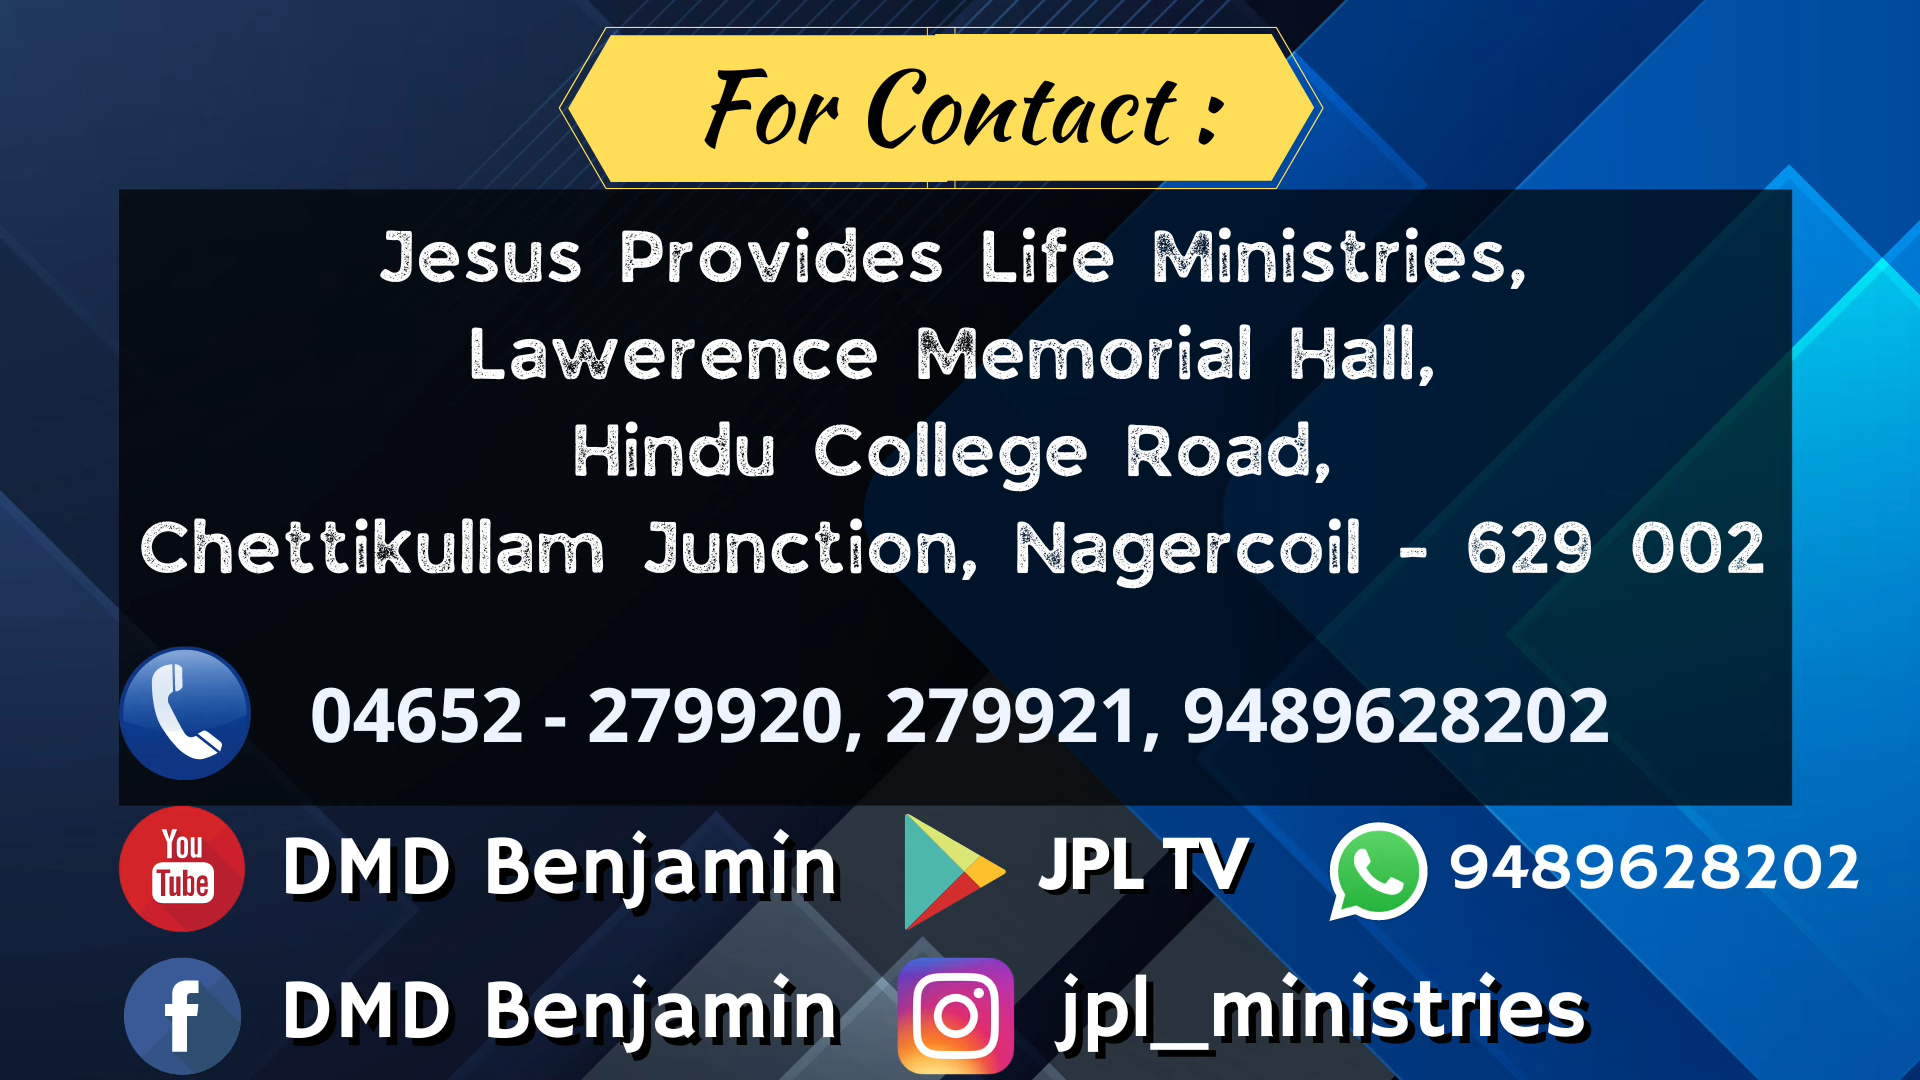 For Contact :
Jesus Provides Life Ministries,
Lawerence Memorial Hall,
Hindu College Road,
Chettikullam Junction, Nagercoil - 629 002
04652 - 279920, 279921, 9489628202
You Tube DMD Benjamin JPL TV 9489628202
f DMD Benjamin jpl_ministries